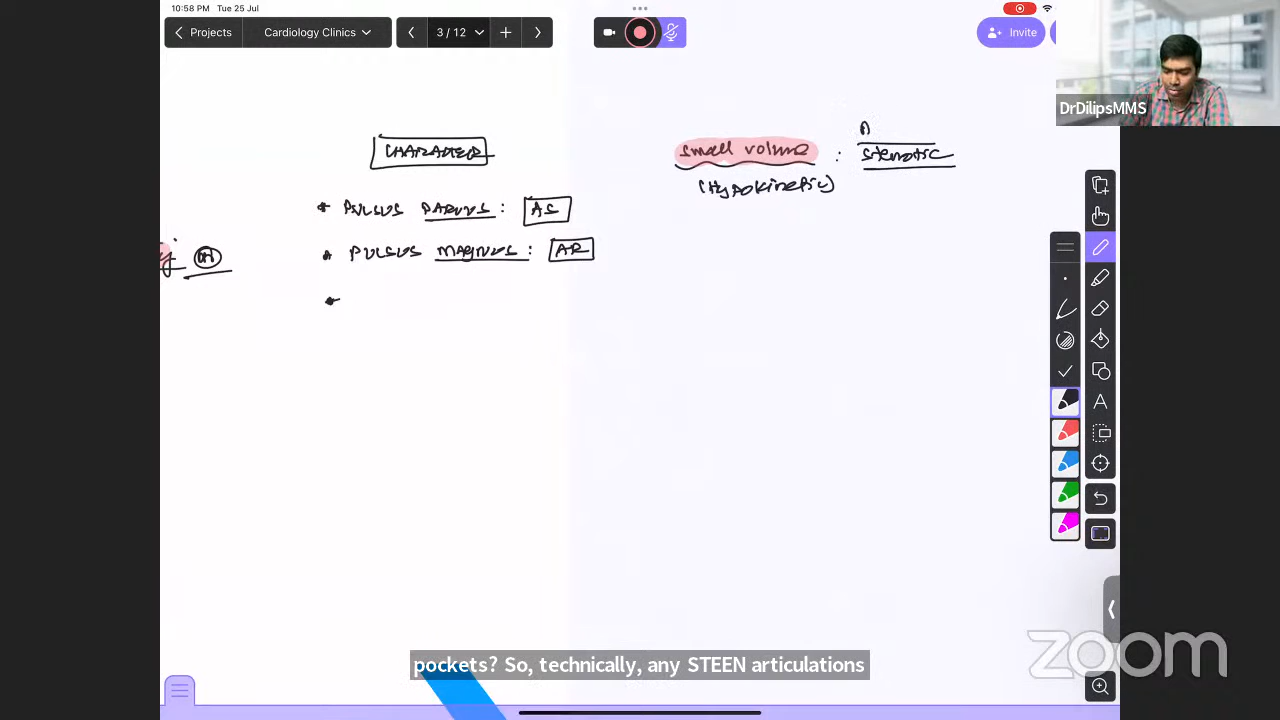 10:58 PM Tue 25 Jul
Projects Cardiology Clinics 3 / 12 Invite
DrDilipsMMS
CHARACTER
small volume : stenotic
(Hypokinetic)
* PULSUS PARVUS : AS
* PULSUS MAGNUS : AR
A
zoom
pockets? So, technically, any STEEN articulations